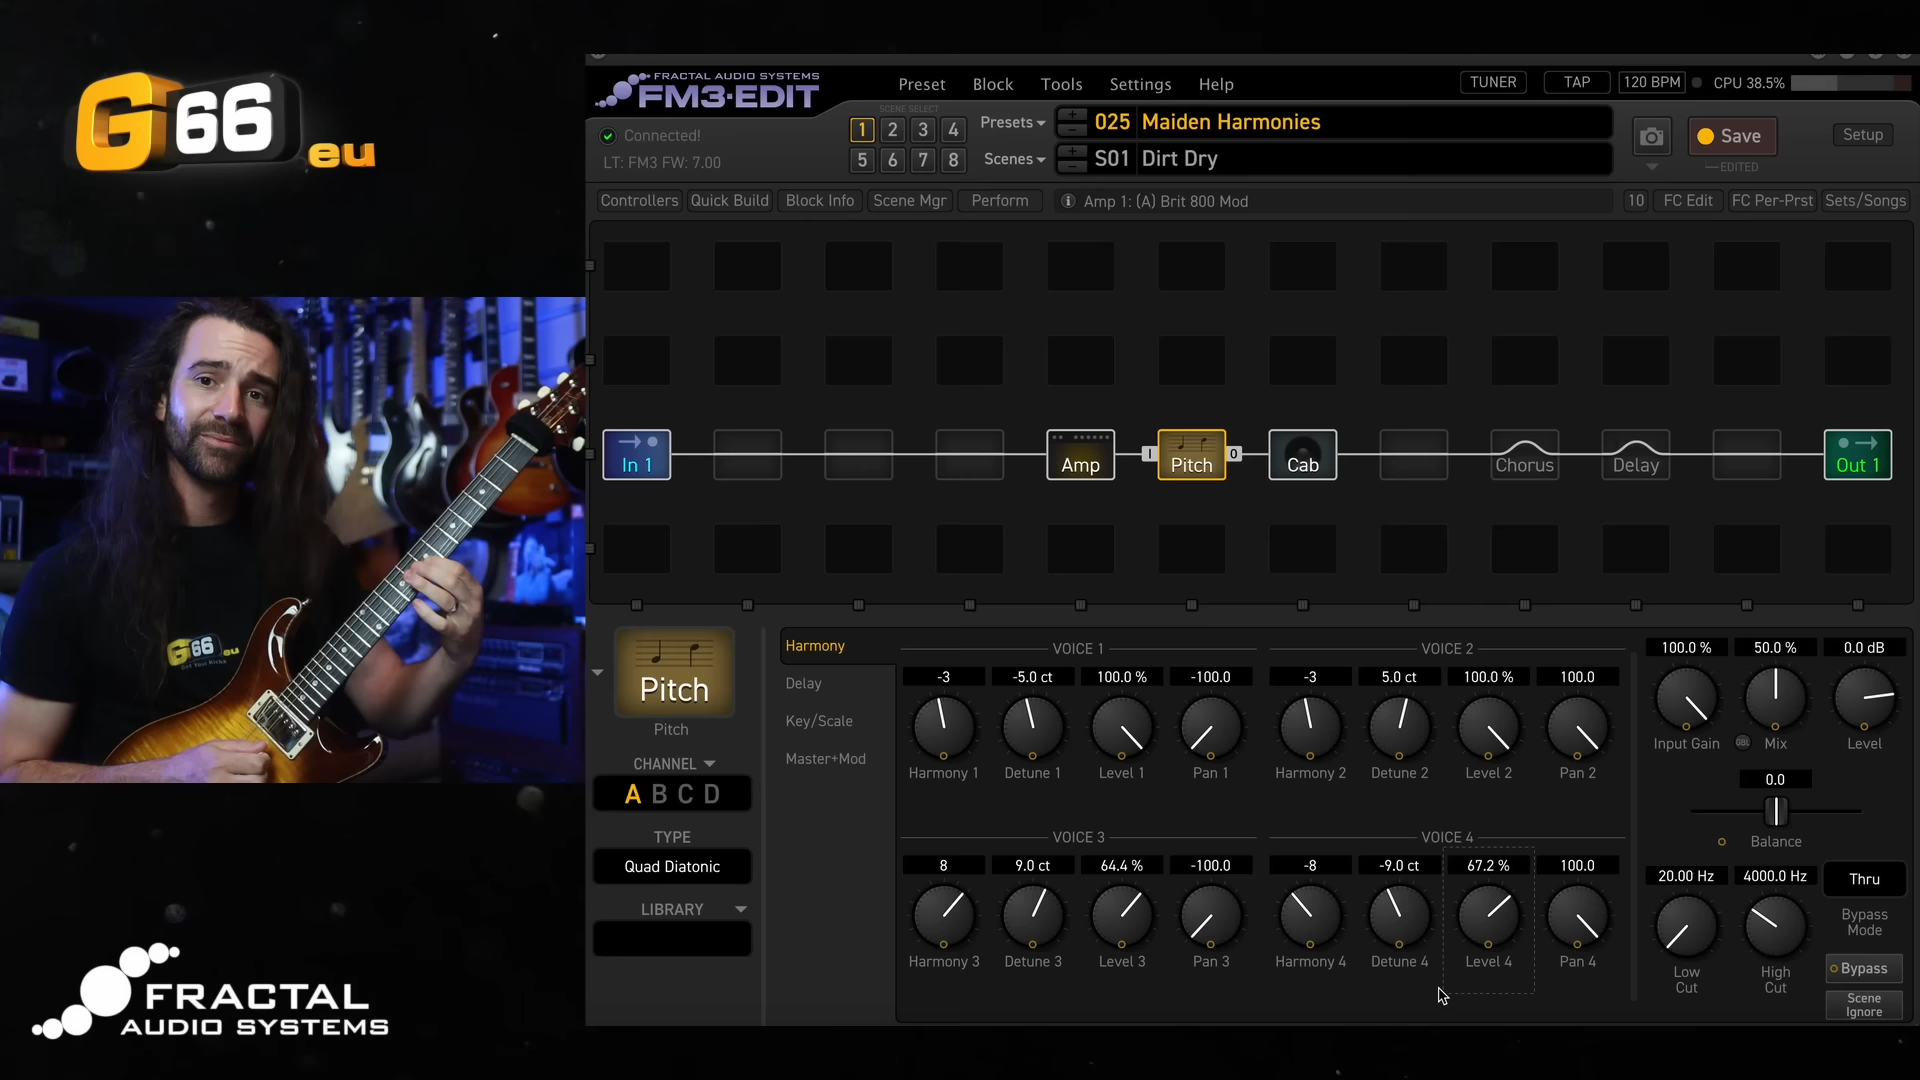 G66.eu
FRACTAL AUDIO SYSTEMS
FM3•EDIT
Preset Block Tools Settings Help
TUNER TAP 120 BPM CPU 38.5%
Connected!
LT: FM3 FW: 7.00
SCENE SELECT
1 2 3 4
5 6 7 8
Presets 025 Maiden Harmonies
Scenes S01 Dirt Dry
Save
EDITED
Setup
Controllers Quick Build Block Info Scene Mgr Perform
Amp 1: (A) Brit 800 Mod
10 FC Edit FC Per-Prst Sets/Songs
In 1 Amp I Pitch O Cab Chorus Delay Out 1
Pitch
Pitch
CHANNEL
A B C D
TYPE
Quad Diatonic
LIBRARY
Harmony
Delay
Key/Scale
Master+Mod
VOICE 1
-3 -5.0 ct 100.0 % -100.0
Harmony 1 Detune 1 Level 1 Pan 1
VOICE 2
-3 5.0 ct 100.0 % 100.0
Harmony 2 Detune 2 Level 2 Pan 2
VOICE 3
8 9.0 ct 64.4 % -100.0
Harmony 3 Detune 3 Level 3 Pan 3
VOICE 4
-8 -9.0 ct 67.2 % 100.0
Harmony 4 Detune 4 Level 4 Pan 4
100.0 % 50.0 % 0.0 dB
Input Gain GBL Mix Level
0.0
Balance
20.00 Hz 4000.0 Hz Thru
Low Cut High Cut Bypass Mode
Bypass
Scene Ignore
G66.eu
Get Your Kicks
FRACTAL
AUDIO SYSTEMS